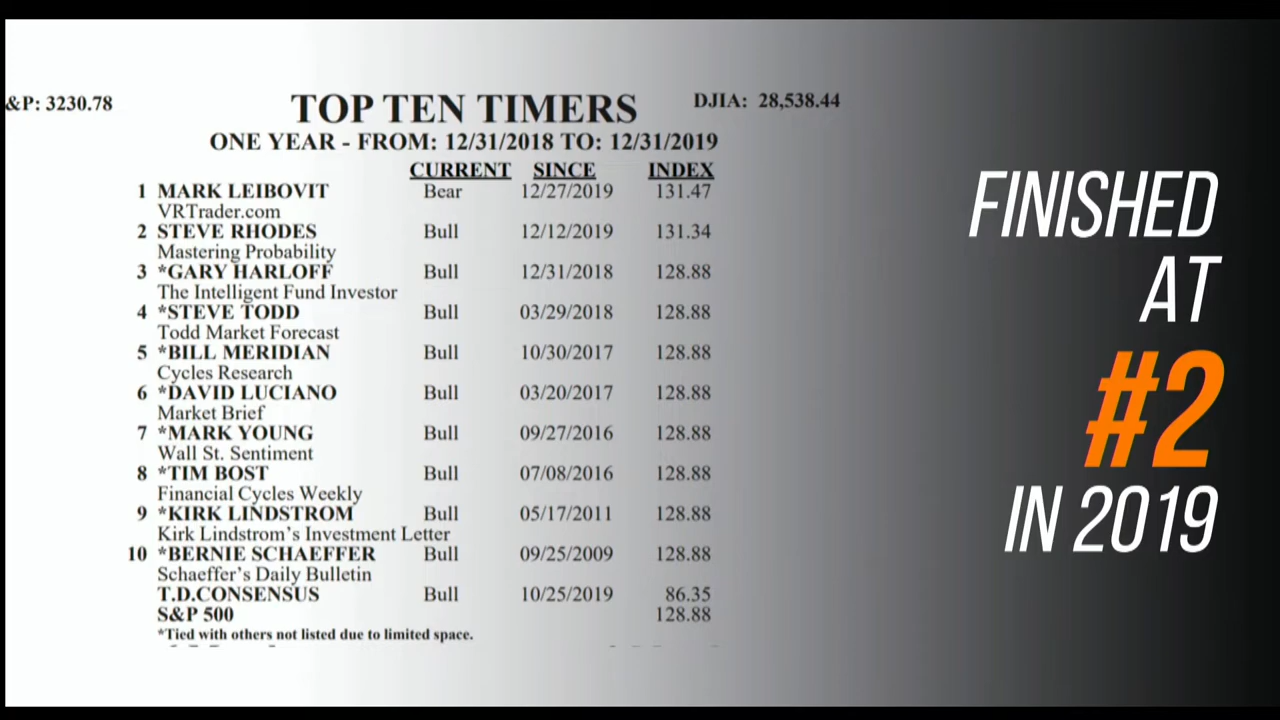 &P: 3230.78
TOP TEN TIMERS
DJIA: 28,538.44
ONE YEAR - FROM: 12/31/2018 TO: 12/31/2019
CURRENT SINCE INDEX
1 MARK LEIBOVIT Bear 12/27/2019 131.47
VRTrader.com
2 STEVE RHODES Bull 12/12/2019 131.34
Mastering Probability
3 *GARY HARLOFF Bull 12/31/2018 128.88
The Intelligent Fund Investor
4 *STEVE TODD Bull 03/29/2018 128.88
Todd Market Forecast
5 *BILL MERIDIAN Bull 10/30/2017 128.88
Cycles Research
6 *DAVID LUCIANO Bull 03/20/2017 128.88
Market Brief
7 *MARK YOUNG Bull 09/27/2016 128.88
Wall St. Sentiment
8 *TIM BOST Bull 07/08/2016 128.88
Financial Cycles Weekly
9 *KIRK LINDSTROM Bull 05/17/2011 128.88
Kirk Lindstrom's Investment Letter
10 *BERNIE SCHAEFFER Bull 09/25/2009 128.88
Schaeffer's Daily Bulletin
T.D.CONSENSUS Bull 10/25/2019 86.35
S&P 500 128.88
*Tied with others not listed due to limited space.
FINISHED
AT
#2
IN 2019